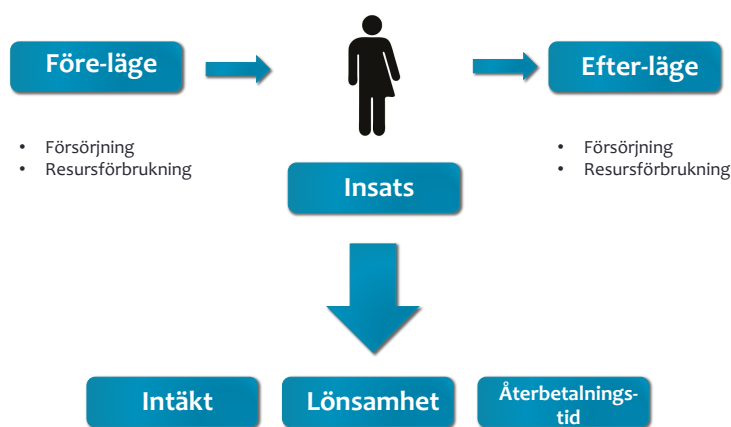 Före-läge
Efter-läge
• Försörjning
• Resursförbrukning
• Försörjning
• Resursförbrukning
Insats
Intäkt
Lönsamhet
Återbetalnings-
tid